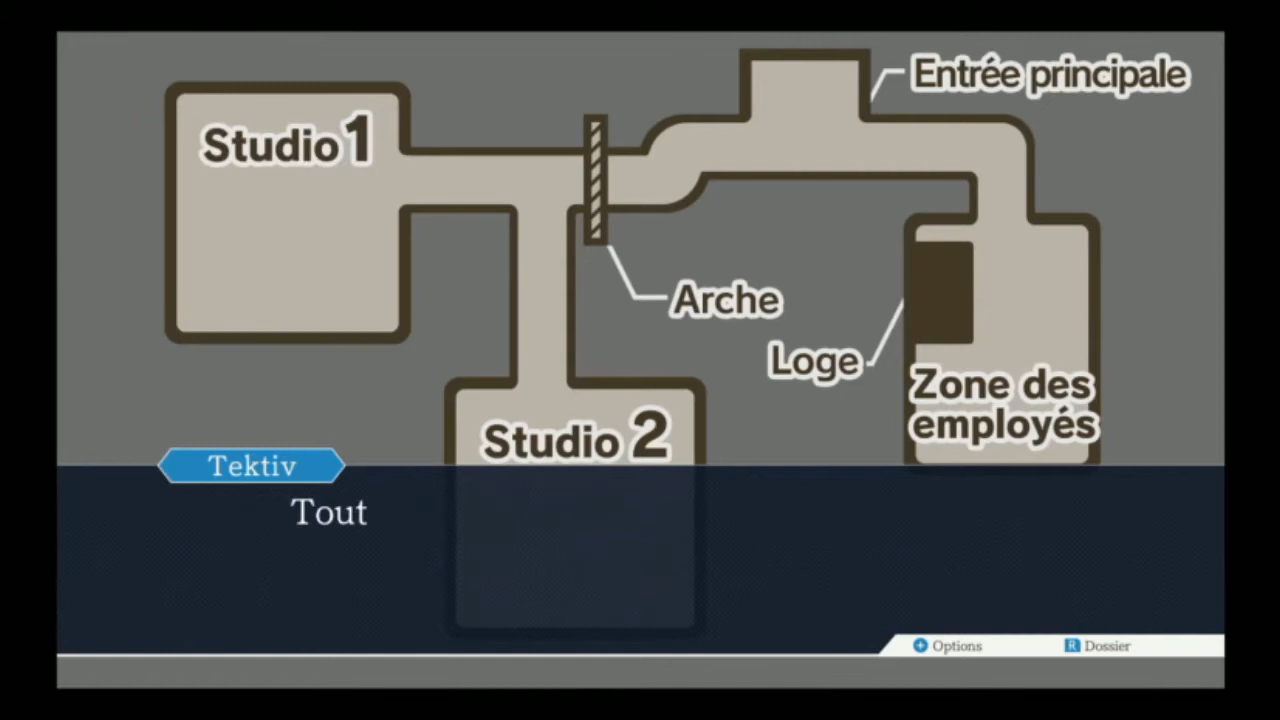 Entrée principale
Studio 1
Arche
Loge
Zone des
employés
Studio 2
Tektiv
Tout
Options
R Dossier